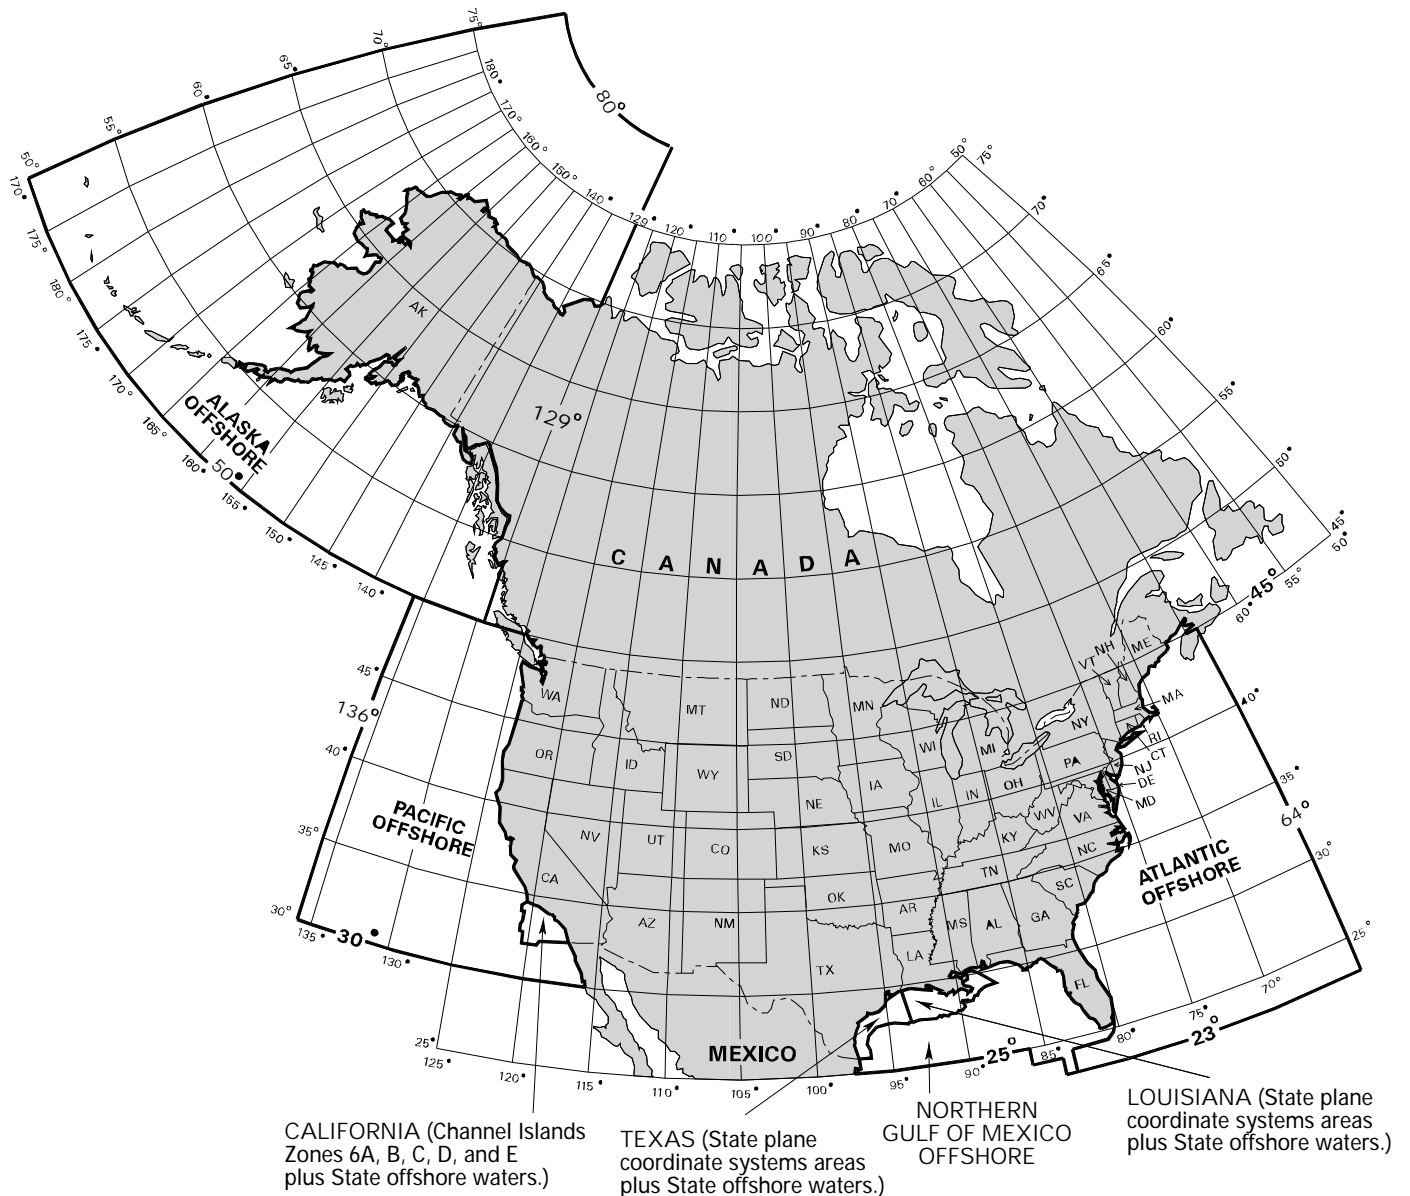 75°
70°
65°
60°
55°
50°
170°
175°
180°
175°
170°
165°
160°
155
150
145
140
180
170°
160°
150°
140
129
120
110
100
90
80
70°
60°
50°
80°
75°
70°
65°
60°
55°
50°
45°
50°
55°
60°
45°
AK
129°
ALASKA
OFFSHORE
50°
CANADA
45°
136°
40°
35°
30°
135
30°
130
PACIFIC
OFFSHORE
WA
MT
ND
MN
VT
NH
ME
MA
NY
RI
CT
OR
ID
WY
SD
WI
MI
PA
NJ
DE
MD
NE
IA
IL
IN
OH
WV
VA
NV
UT
CO
KS
MO
KY
NC
CA
AZ
NM
OK
AR
TN
SC
TX
LA
MS
AL
GA
FL
40°
35°
64°
30°
25°
ATLANTIC
OFFSHORE
70°
75°
23°
80°
85°
25°
90
95
100
105
110
115
120
125
25°
MEXICO
CALIFORNIA (Channel Islands
Zones 6A, B, C, D, and E
plus State offshore waters.)
TEXAS (State plane
coordinate systems areas
plus State offshore waters.)
NORTHERN
GULF OF MEXICO
OFFSHORE
LOUISIANA (State plane
coordinate systems areas
plus State offshore waters.)